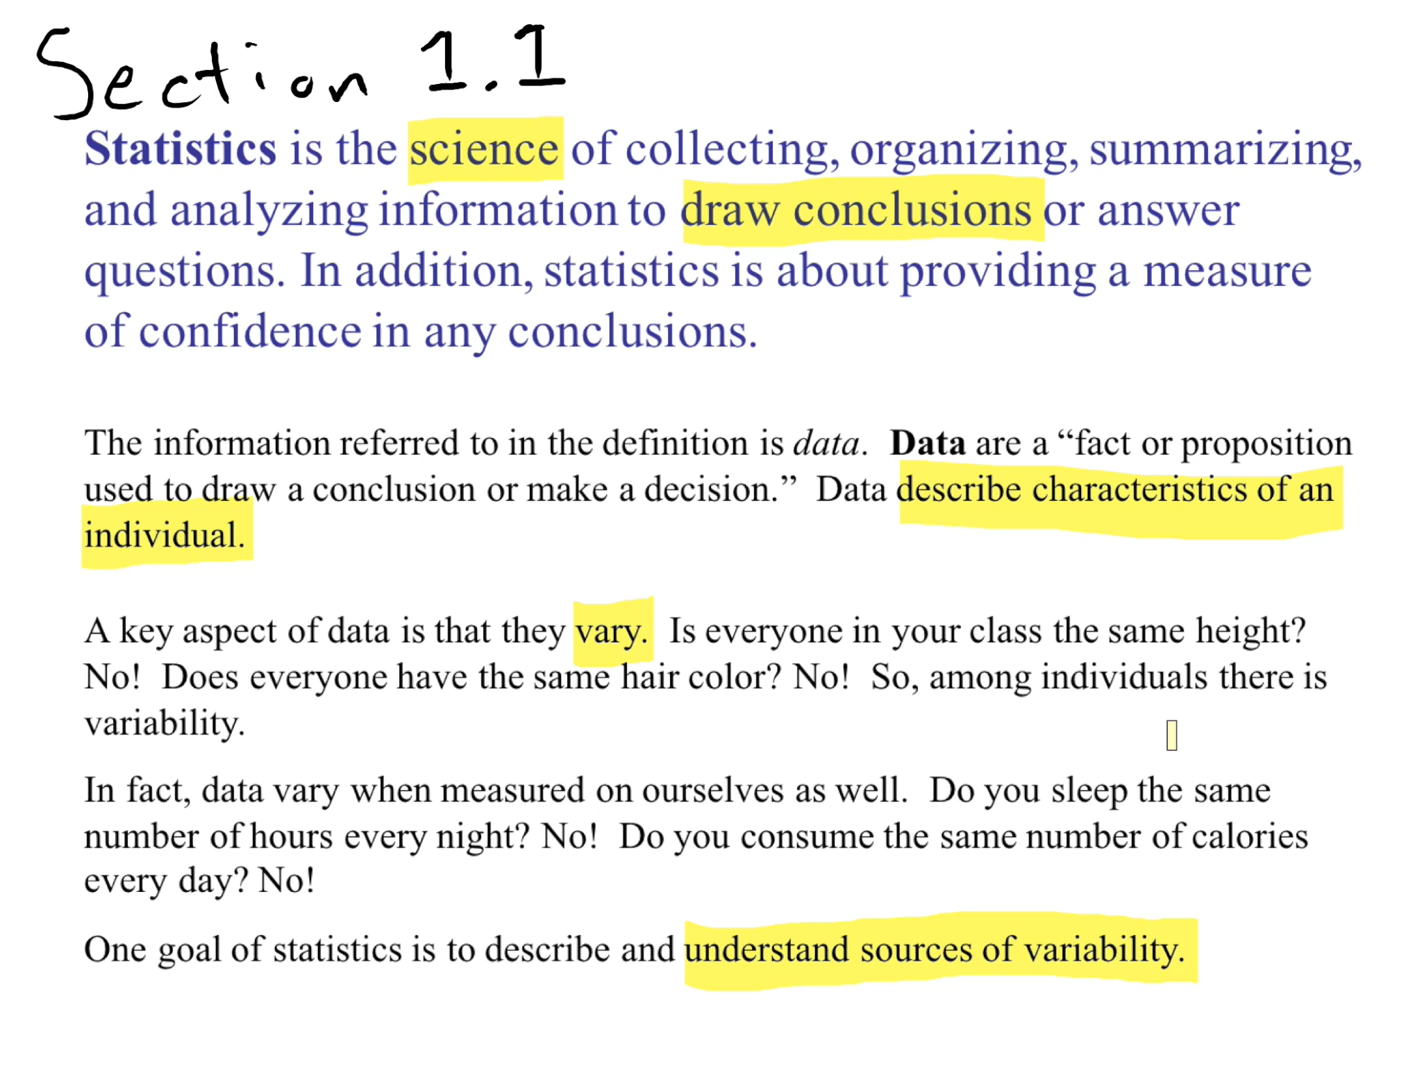 Section 1.1
Statistics is the science of collecting, organizing, summarizing,
and analyzing information to draw conclusions or answer
questions. In addition, statistics is about providing a measure
of confidence in any conclusions.
The information referred to in the definition is data. Data are a “fact or proposition
used to draw a conclusion or make a decision.” Data describe characteristics of an
individual.
A key aspect of data is that they vary. Is everyone in your class the same height?
No! Does everyone have the same hair color? No! So, among individuals there is
variability.
In fact, data vary when measured on ourselves as well. Do you sleep the same
number of hours every night? No! Do you consume the same number of calories
every day? No!
One goal of statistics is to describe and understand sources of variability.